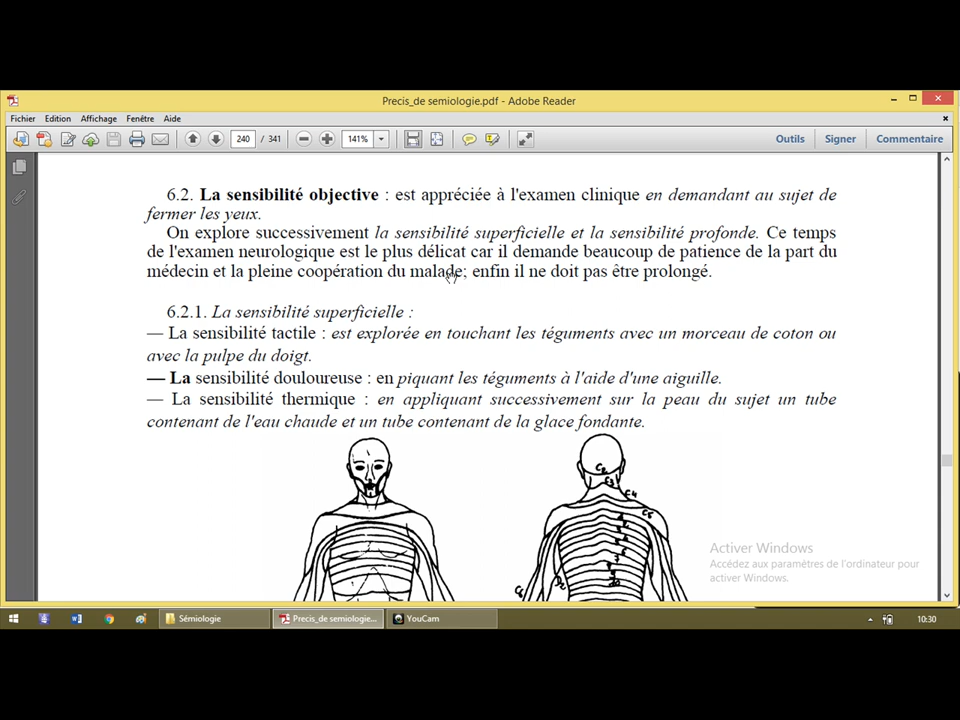 Precis_de semiologie.pdf - Adobe Reader
Fichier Edition Affichage Fenêtre Aide
240 / 341 141% Outils Signer Commentaire
6.2. La sensibilité objective : est appréciée à l'examen clinique en demandant au sujet de
fermer les yeux.
On explore successivement la sensibilité superficielle et la sensibilité profonde. Ce temps
de l'examen neurologique est le plus délicat car il demande beaucoup de patience de la part du
médecin et la pleine coopération du malade; enfin il ne doit pas être prolongé.
6.2.1. La sensibilité superficielle :
— La sensibilité tactile : est explorée en touchant les téguments avec un morceau de coton ou
avec la pulpe du doigt.
— La sensibilité douloureuse : en piquant les téguments à l'aide d'une aiguille.
— La sensibilité thermique : en appliquant successivement sur la peau du sujet un tube
contenant de l'eau chaude et un tube contenant de la glace fondante.
C2
C3
C4
C5
Activer Windows
Accédez aux paramètres de l'ordinateur pour
activer Windows.
Sémiologie Precis_de semiologie... YouCam 10:30